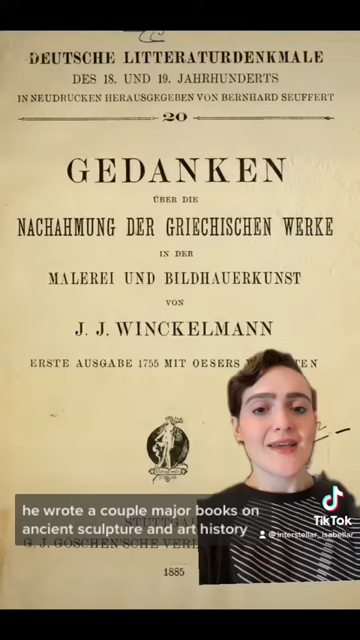 DEUTSCHE LITTERATURDENKMALE
DES 18. UND 19. JAHRHUNDERTS
IN NEUDRUCKEN HERAUSGEGEBEN VON BERNHARD SEUFFERT
20
GEDANKEN
ÜBER DIE
NACHAHMUNG DER GRIECHISCHEN WERKE
IN DER
MALEREI UND BILDHAUERKUNST
VON
J. J. WINCKELMANN
ERSTE AUSGABE 1755 MIT OESERS
he wrote a couple major books on
ancient sculpture and art history
G. J. GÖSCHEN'SCHE
1885
TikTok
@interstellar_isabellar